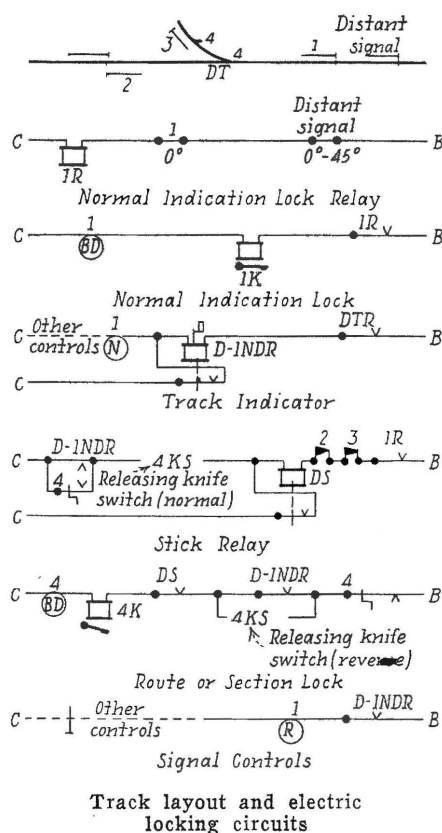 1 Distant signal
3 4 4
DT
2
C 1 Distant signal B
1R 0° 0°-45°
Normal Indication Lock Relay
C 1 BD 1R B
1K
Normal Indication Lock
C Other controls 1 N DTR B
D-1NDR
C
Track Indicator
C D-1NDR 4KS 2 3 1R B
4 Releasing knife switch (normal) DS
C
Stick Relay
C 4 BD DS D-1NDR 4 B
4K 4KS Releasing knife switch (reverse)
Route or Section Lock
C Other controls 1 R D-1NDR B
Signal Controls
Track layout and electric
locking circuits